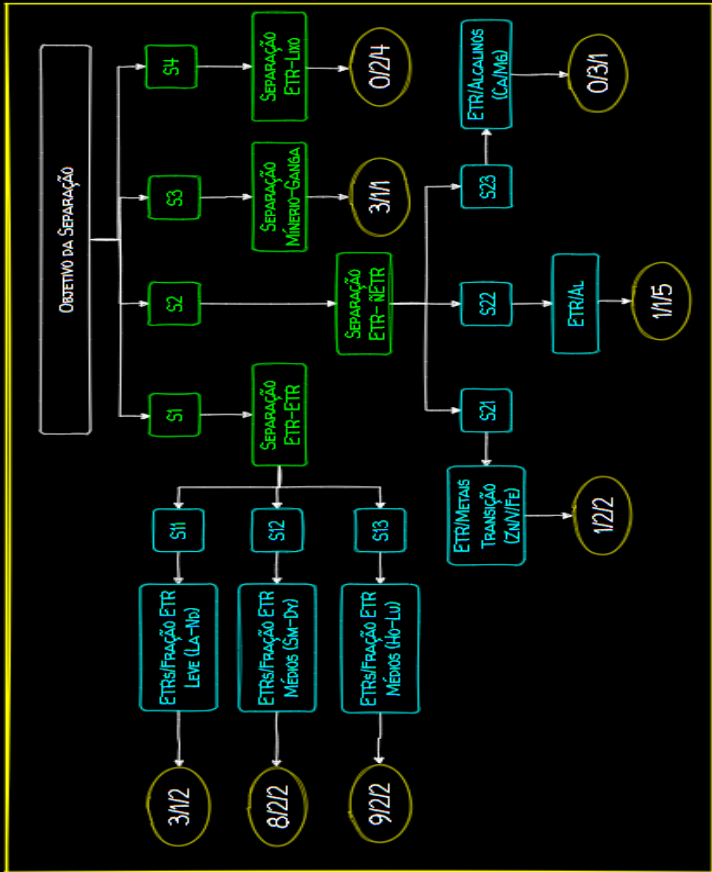 OBJETIVO DA SEPARAÇÃO
S1
S2
S3
S4
SEPARAÇÃO
ETR-ETR
SEPARAÇÃO
ETR-ÑETR
SEPARAÇÃO
MINÉRIO-GANGA
SEPARAÇÃO
ETR-LIXO
3/1/1
0/2/4
S11
S12
S13
ETRS/FRAÇÃO ETR
LEVE (LA-ND)
ETRS/FRAÇÃO ETR
MÉDIOS (SM-DY)
ETRS/FRAÇÃO ETR
MÉDIOS (HO-LU)
3/1/2
8/2/2
9/2/2
S21
S22
S23
ETR/METAIS
TRANSIÇÃO
(ZN/V/FE)
ETR/AL
ETR/ALCALINOS
(CA/MG)
1/2/2
1/1/5
0/3/1